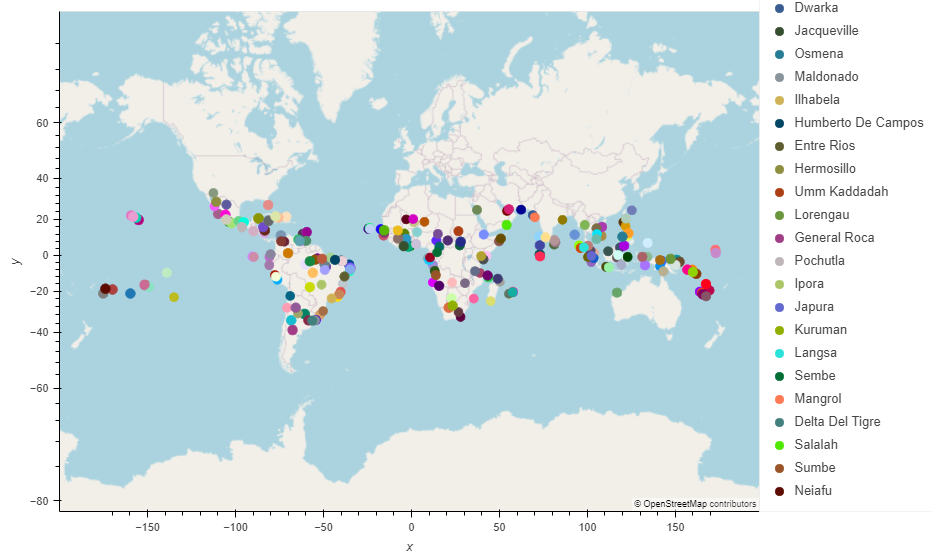 Dwarka
Jacqueville
Osmena
Maldonado
Ilhabela
Humberto De Campos
Entre Rios
Hermosillo
Umm Kaddadah
Lorengau
General Roca
Pochutla
Ipora
Japura
Kuruman
Langsa
Sembe
Mangrol
Delta Del Tigre
Salalah
Sumbe
Neiafu
60
40
20
0
−20
−40
−60
−80
y
© OpenStreetMap contributors
−150 −100 −50 0 50 100 150
x